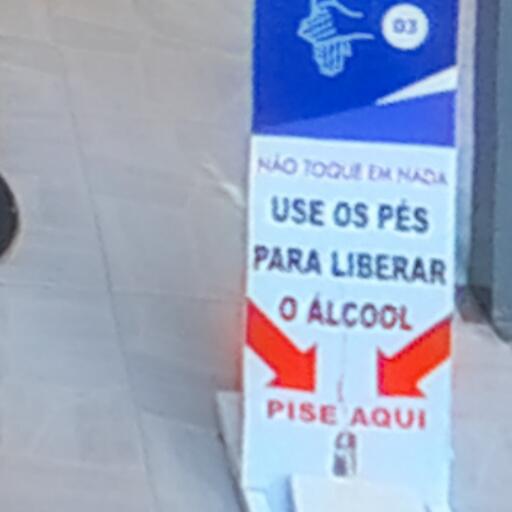 03
NÃO TOQUE EM NADA
USE OS PÉS
PARA LIBERAR
O ÁLCOOL
PISE AQUI